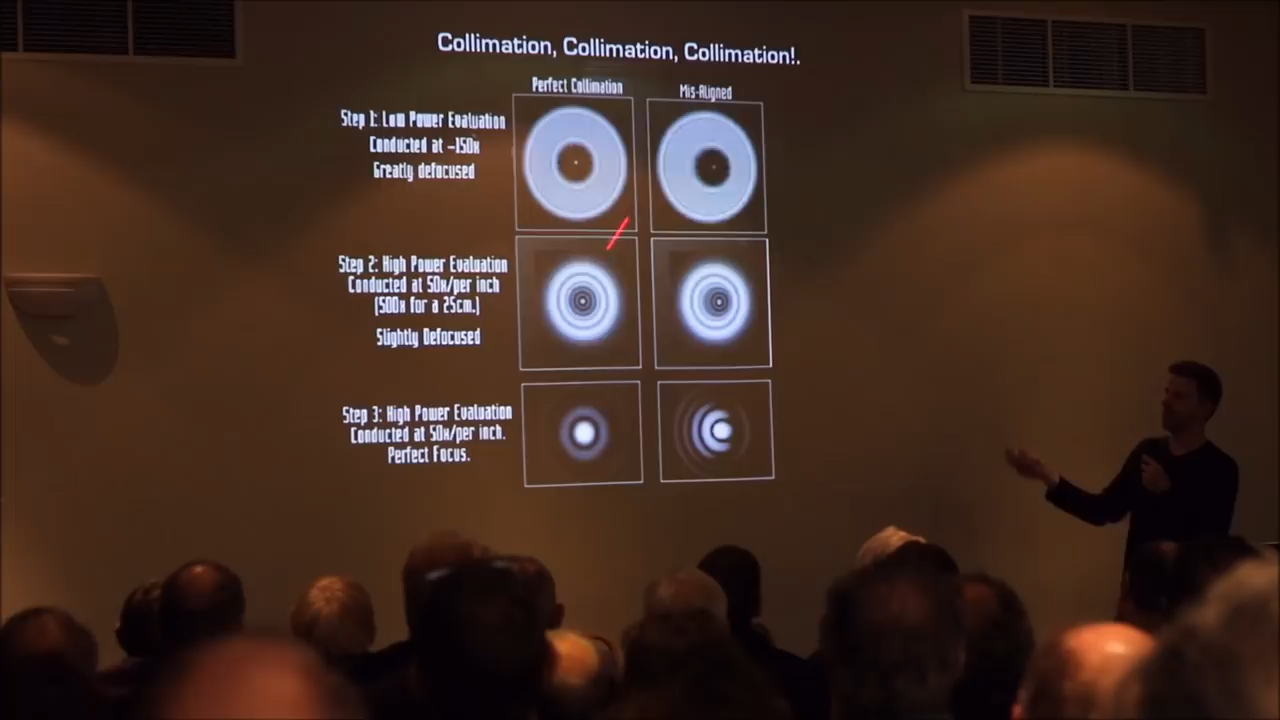 Collimation, Collimation, Collimation!.
Perfect Collimation
Mis-Aligned
Step 1: Low Power Evaluation
Conducted at ~150x
Greatly defocused
Step 2: High Power Evaluation
Conducted at 50x/per inch
(500x for a 25cm.)
Slightly Defocused
Step 3: High Power Evaluation
Conducted at 50x/per inch.
Perfect Focus.